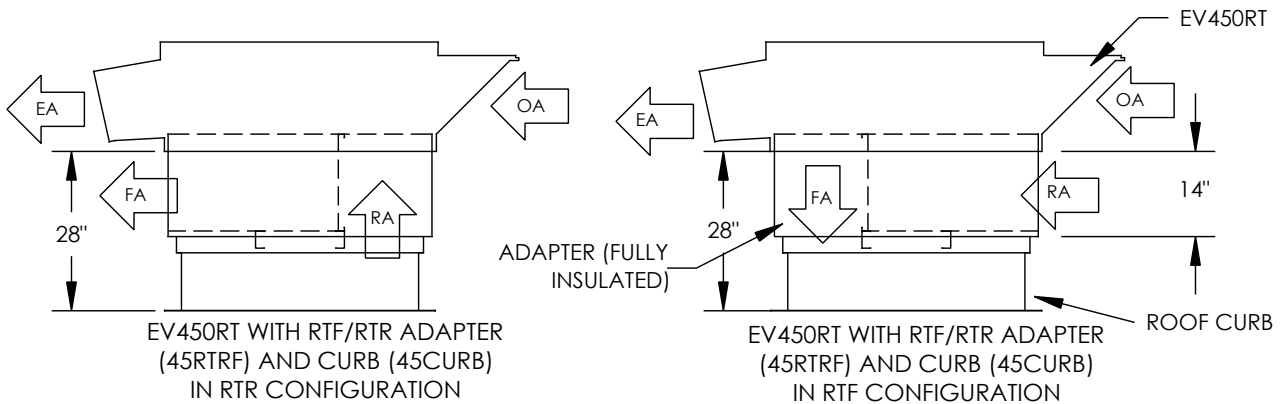 EV450RT
EA
OA
FA
RA
28"
EV450RT WITH RTF/RTR ADAPTER
(45RTRF) AND CURB (45CURB)
IN RTR CONFIGURATION
EA
OA
FA
RA
14"
28"
ADAPTER (FULLY
INSULATED)
ROOF CURB
EV450RT WITH RTF/RTR ADAPTER
(45RTRF) AND CURB (45CURB)
IN RTF CONFIGURATION